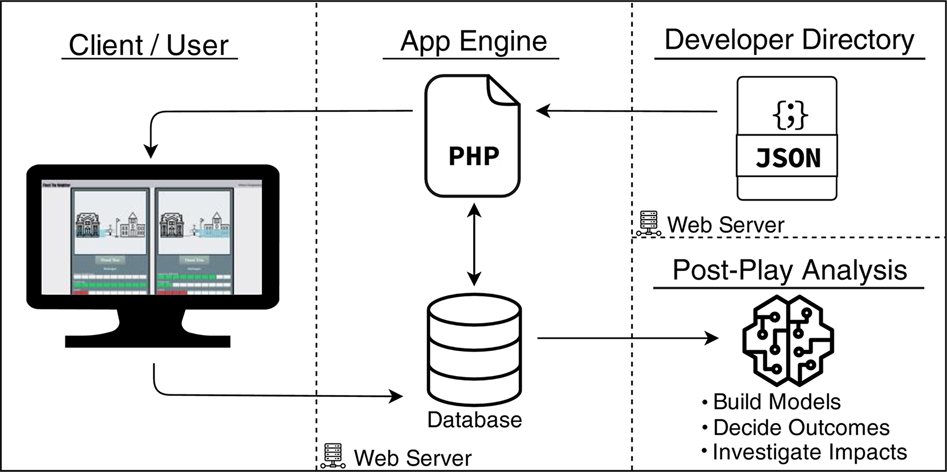 Client / User
App Engine
Developer Directory
PHP
{;}
JSON
Web Server
Post-Play Analysis
Database
• Build Models
• Decide Outcomes
• Investigate Impacts
Web Server